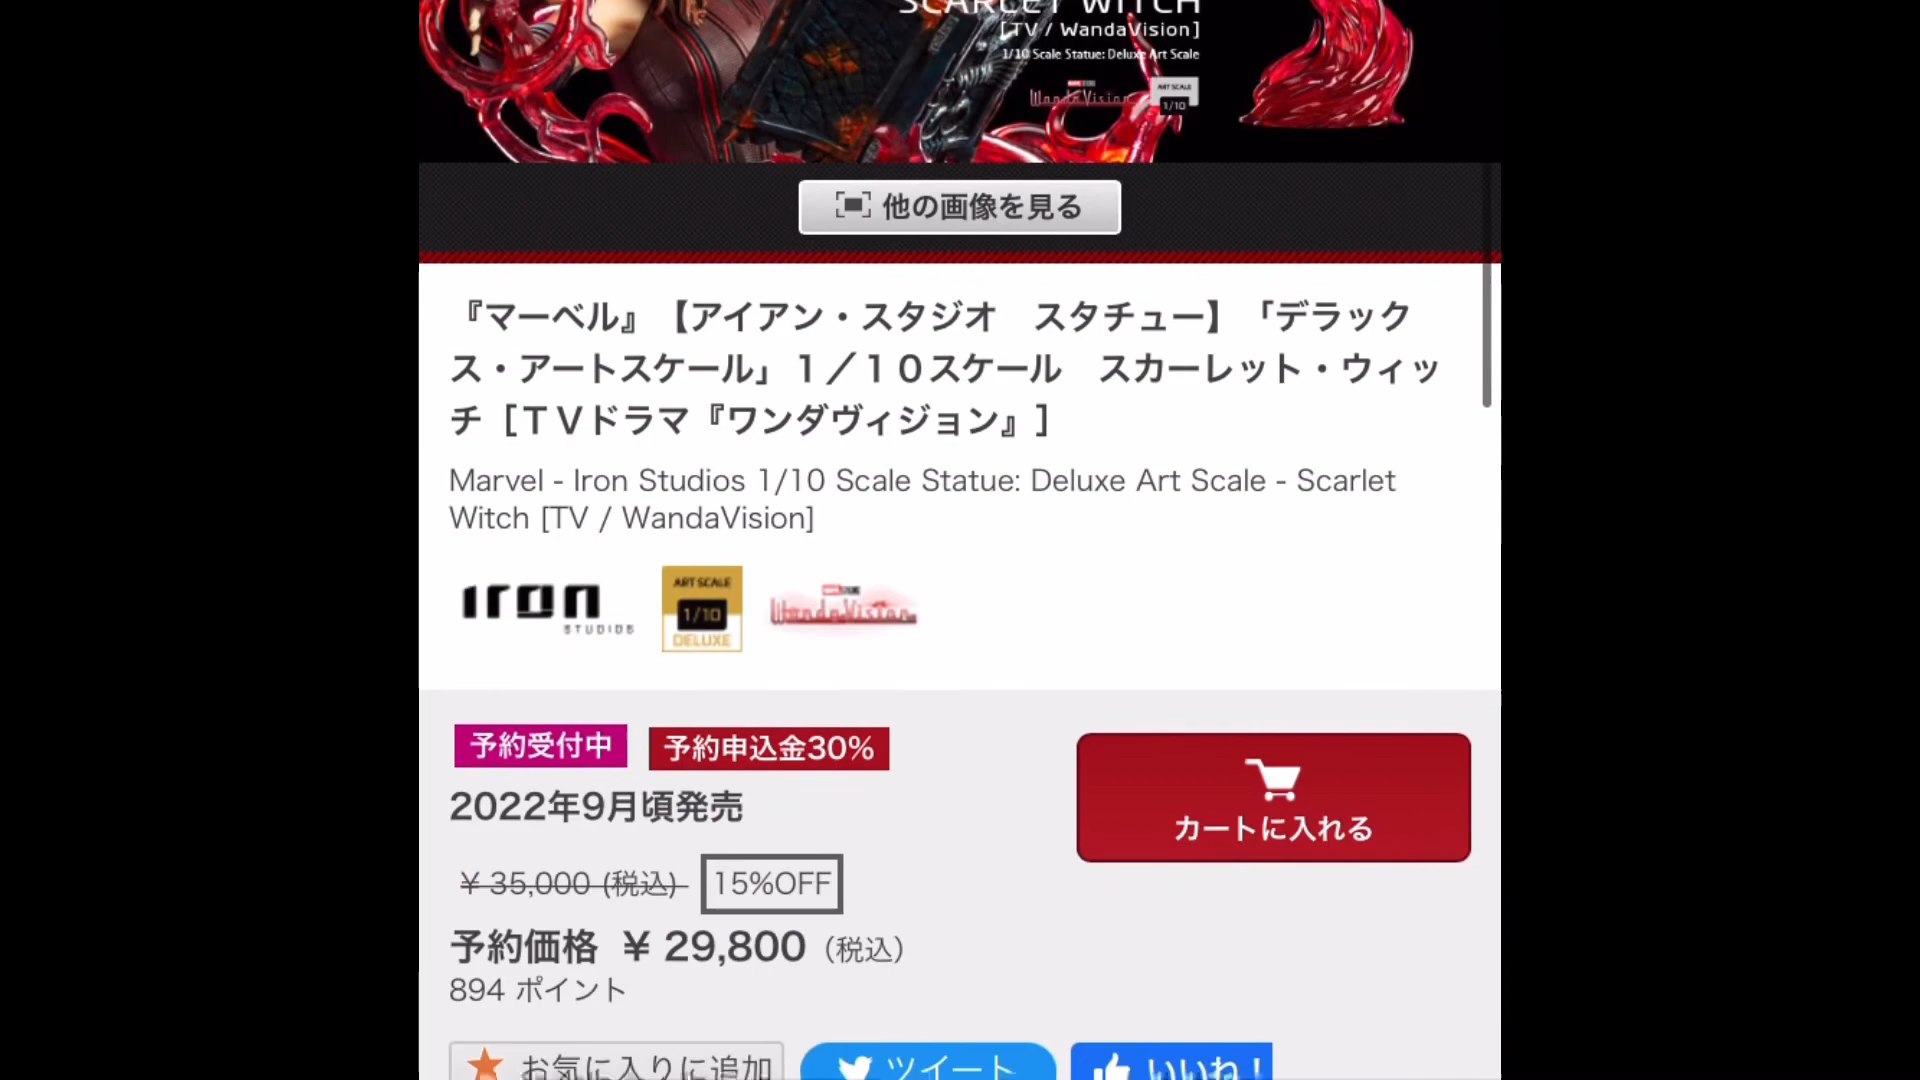 SCARLET WITCH
[TV / WandaVision]
1/10 Scale Statue: Deluxe Art Scale
WandaVision
ART SCALE
1/10
他の画像を見る
『マーベル』【アイアン・スタジオ　スタチュー】「デラック
ス・アートスケール」１／１０スケール　スカーレット・ウィッ
チ［ＴＶドラマ『ワンダヴィジョン』］
Marvel - Iron Studios 1/10 Scale Statue: Deluxe Art Scale - Scarlet
Witch [TV / WandaVision]
IRON
STUDIOS
ART SCALE
1/10
DELUXE
WandaVision
予約受付中 予約申込金30%
2022年9月頃発売
カートに入れる
¥ 35,000 (税込) 15%OFF
予約価格 ¥ 29,800（税込）
894 ポイント
お気に入りに追加 ツイート いいね！